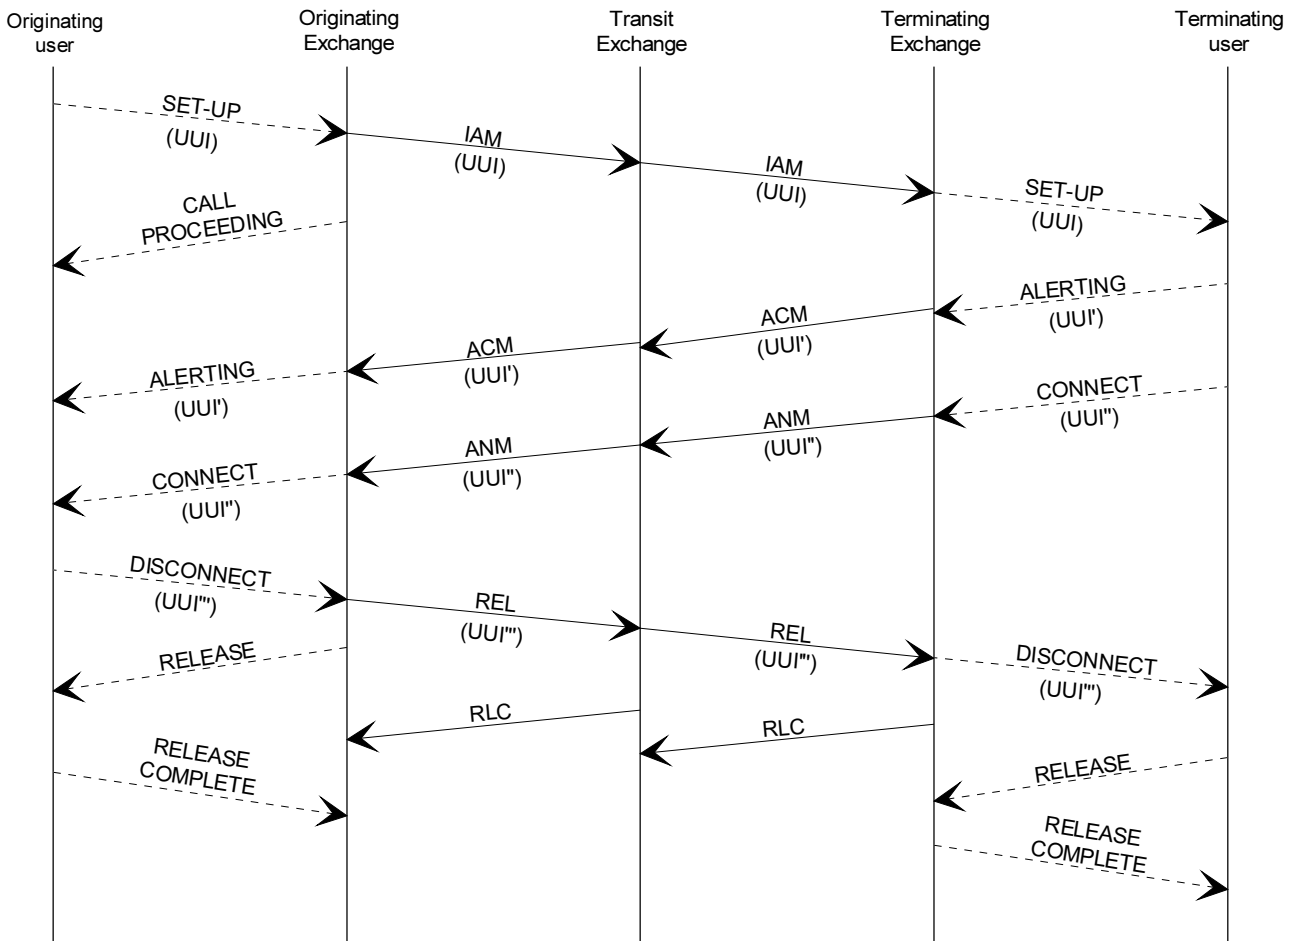 Originating
user
Originating
Exchange
Transit
Exchange
Terminating
Exchange
Terminating
user
SET-UP
(UUI)
IAM
(UUI)
IAM
(UUI)
SET-UP
(UUI)
CALL
PROCEEDING
ALERTING
(UUI')
ACM
(UUI')
ACM
(UUI')
ALERTING
(UUI')
CONNECT
(UUI'')
ANM
(UUI'')
ANM
(UUI'')
CONNECT
(UUI'')
DISCONNECT
(UUI''')
REL
(UUI''')
REL
(UUI''')
DISCONNECT
(UUI''')
RELEASE
RLC
RLC
RELEASE
COMPLETE
RELEASE
RELEASE
COMPLETE